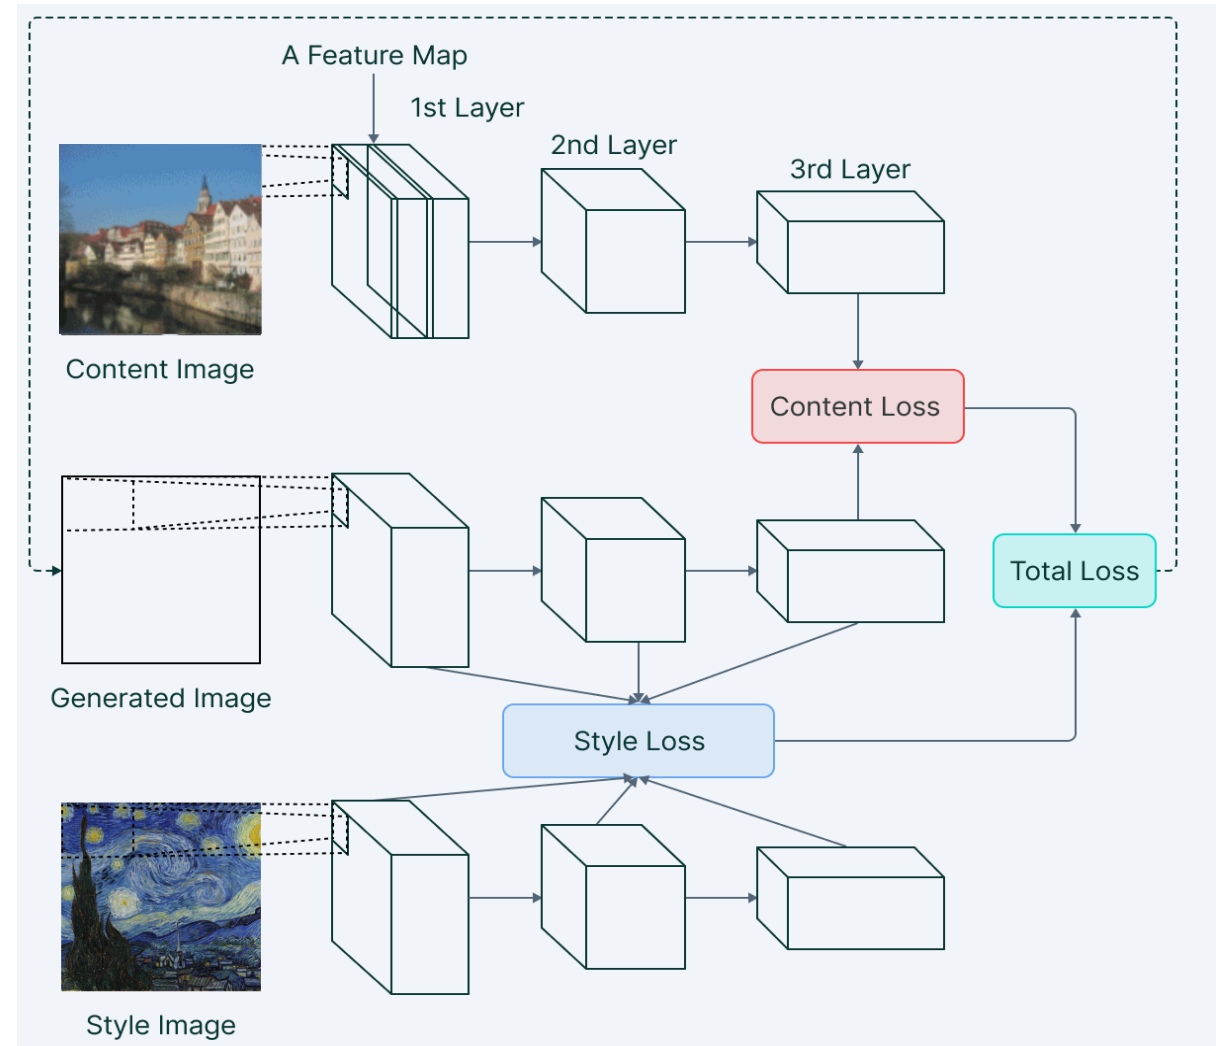 A Feature Map
1st Layer
2nd Layer
3rd Layer
Content Image
Content Loss
Total Loss
Generated Image
Style Loss
Style Image